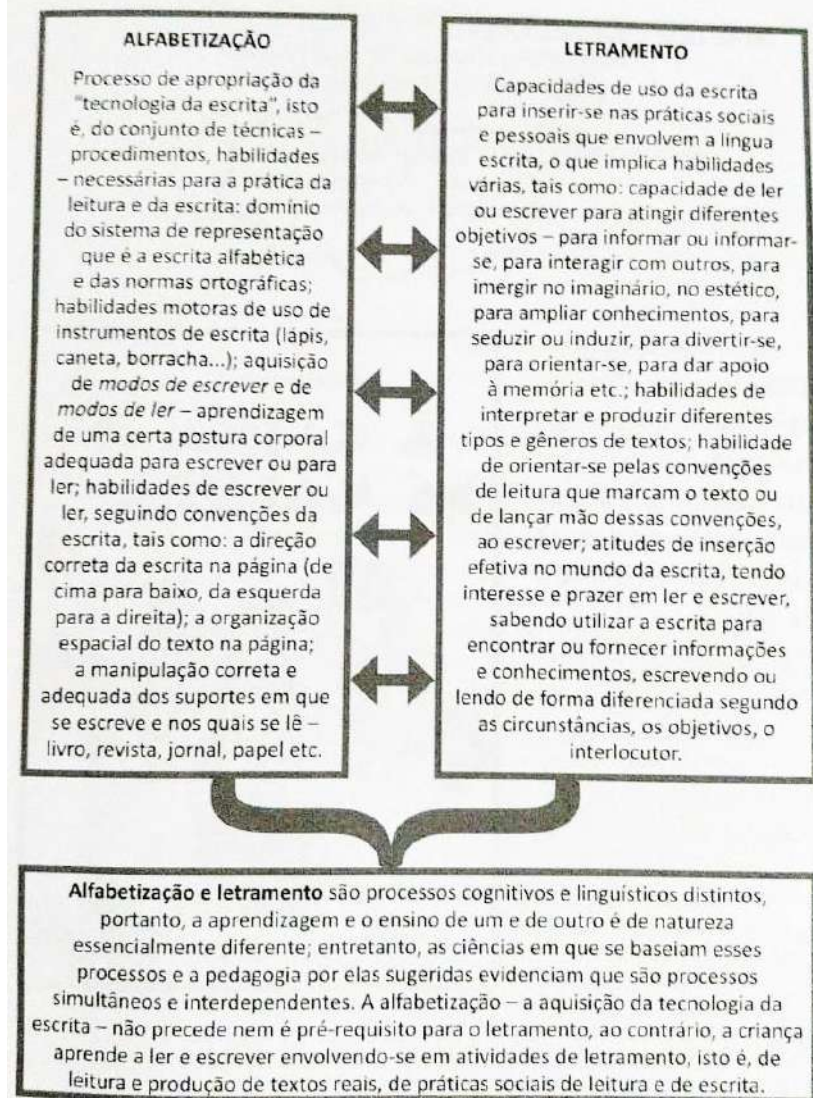 ALFABETIZAÇÃO
Processo de apropriação da
"tecnologia da escrita", isto
é, do conjunto de técnicas –
procedimentos, habilidades
– necessárias para a prática da
leitura e da escrita: domínio
do sistema de representação
que é a escrita alfabética
e das normas ortográficas;
habilidades motoras de uso de
instrumentos de escrita (lápis,
caneta, borracha...); aquisição
de modos de escrever e de
modos de ler – aprendizagem
de uma certa postura corporal
adequada para escrever ou para
ler; habilidades de escrever ou
ler, seguindo convenções da
escrita, tais como: a direção
correta da escrita na página (de
cima para baixo, da esquerda
para a direita); a organização
espacial do texto na página;
a manipulação correta e
adequada dos suportes em que
se escreve e nos quais se lê –
livro, revista, jornal, papel etc.
LETRAMENTO
Capacidades de uso da escrita
para inserir-se nas práticas sociais
e pessoais que envolvem a língua
escrita, o que implica habilidades
várias, tais como: capacidade de ler
ou escrever para atingir diferentes
objetivos – para informar ou informar-
se, para interagir com outros, para
imergir no imaginário, no estético,
para ampliar conhecimentos, para
seduzir ou induzir, para divertir-se,
para orientar-se, para dar apoio
à memória etc.; habilidades de
interpretar e produzir diferentes
tipos e gêneros de textos; habilidade
de orientar-se pelas convenções
de leitura que marcam o texto ou
de lançar mão dessas convenções,
ao escrever; atitudes de inserção
efetiva no mundo da escrita, tendo
interesse e prazer em ler e escrever,
sabendo utilizar a escrita para
encontrar ou fornecer informações
e conhecimentos, escrevendo ou
lendo de forma diferenciada segundo
as circunstâncias, os objetivos, o
interlocutor.
Alfabetização e letramento são processos cognitivos e linguísticos distintos,
portanto, a aprendizagem e o ensino de um e de outro é de natureza
essencialmente diferente; entretanto, as ciências em que se baseiam esses
processos e a pedagogia por elas sugeridas evidenciam que são processos
simultâneos e interdependentes. A alfabetização – a aquisição da tecnologia da
escrita – não precede nem é pré-requisito para o letramento, ao contrário, a criança
aprende a ler e escrever envolvendo-se em atividades de letramento, isto é, de
leitura e produção de textos reais, de práticas sociais de leitura e de escrita.